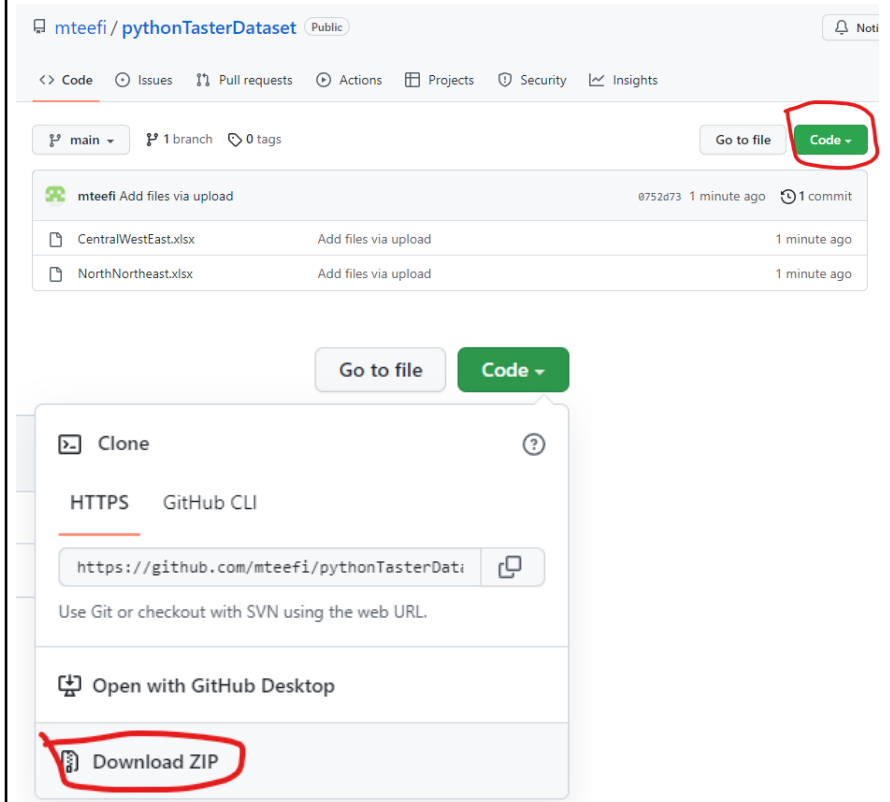 mteefi / pythonTasterDataset Public Noti
Code Issues Pull requests Actions Projects Security Insights
main 1 branch 0 tags Go to file Code
mteefi Add files via upload 0752d73 1 minute ago 1 commit
CentralWestEast.xlsx Add files via upload 1 minute ago
NorthNortheast.xlsx Add files via upload 1 minute ago
Go to file Code
Clone
HTTPS GitHub CLI
https://github.com/mteefi/pythonTasterData
Use Git or checkout with SVN using the web URL.
Open with GitHub Desktop
Download ZIP